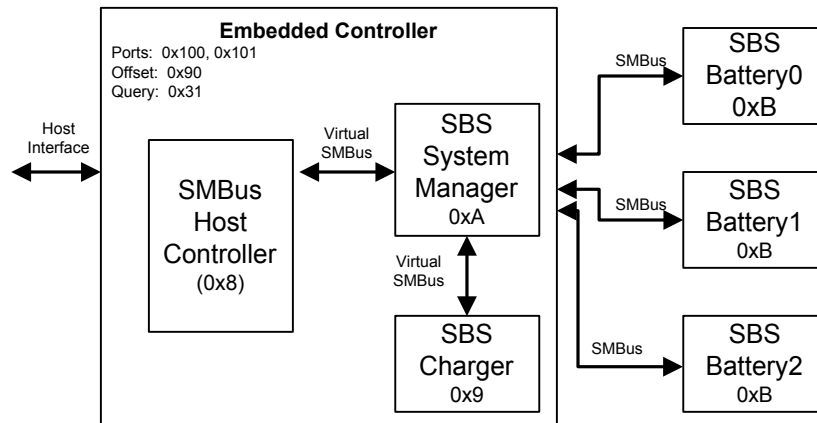 Embedded Controller
Ports: 0x100, 0x101
Offset: 0x90
Query: 0x31
Host
Interface
SMBus
Host
Controller
(0x8)
Virtual
SMBus
SBS
System
Manager
0xA
Virtual
SMBus
SBS
Charger
0x9
SMBus
SBS
Battery0
0xB
SMBus
SBS
Battery1
0xB
SMBus
SBS
Battery2
0xB